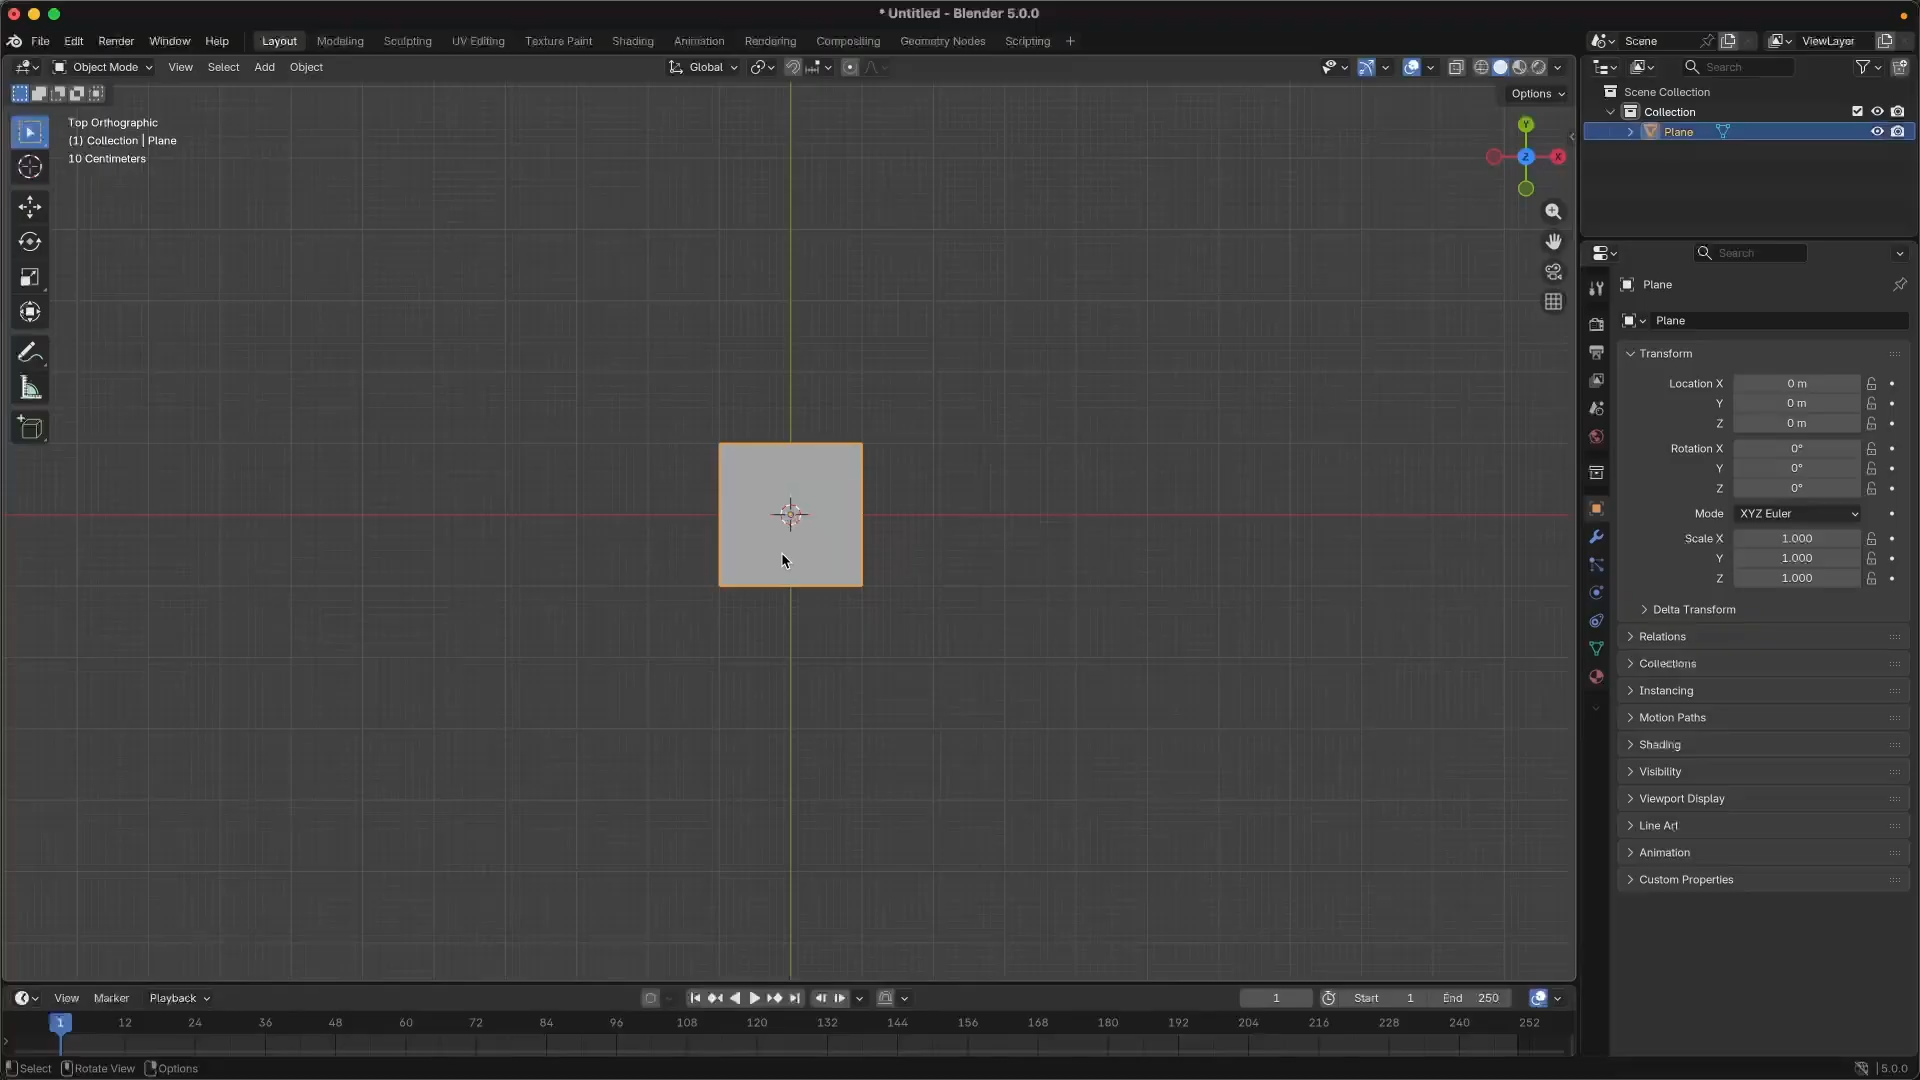 * Untitled - Blender 5.0.0
File Edit Render Window Help Layout Modeling Sculpting UV Editing Texture Paint Shading Animation Rendering Compositing Geometry Nodes Scripting + Scene ViewLayer
Object Mode View Select Add Object Global Search
Options
Top Orthographic
(1) Collection | Plane
10 Centimeters
Y
X
Z
Scene Collection
Collection
Plane
Search
Plane
Plane
Transform
Location X 0 m
Y 0 m
Z 0 m
Rotation X 0°
Y 0°
Z 0°
Mode XYZ Euler
Scale X 1.000
Y 1.000
Z 1.000
Delta Transform
Relations
Collections
Instancing
Motion Paths
Shading
Visibility
Viewport Display
Line Art
Animation
Custom Properties
View Marker Playback 1 Start 1 End 250
1 12 24 36 48 60 72 84 96 108 120 132 144 156 168 180 192 204 216 228 240 252
Select Rotate View Options 5.0.0